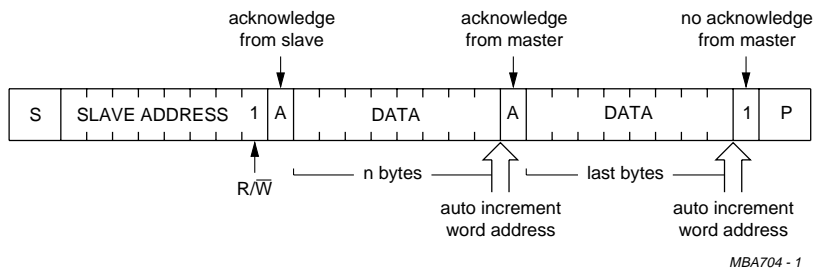 acknowledge
from slave
acknowledge
from master
no acknowledge
from master
S SLAVE ADDRESS 1 A DATA A DATA 1 P
R/W̅
n bytes
last bytes
auto increment
word address
auto increment
word address
MBA704 - 1